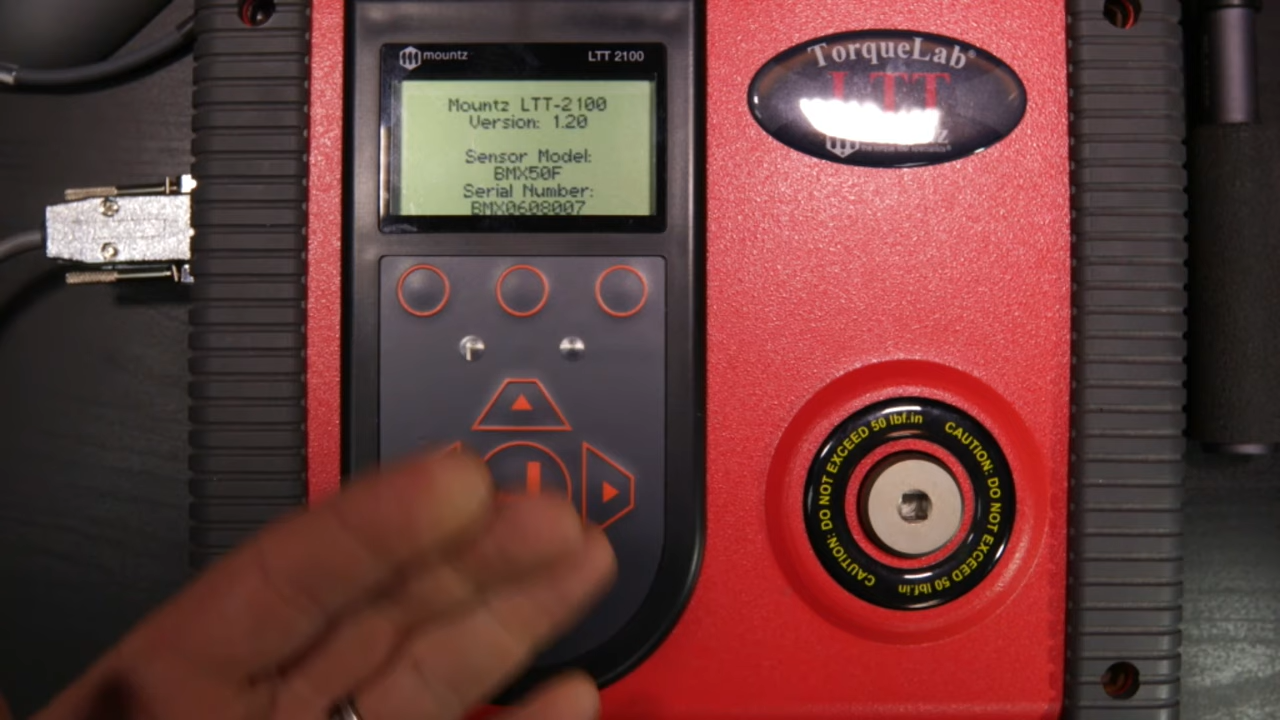 mountz
LTT 2100
Mountz LTT-2100
Version: 1.20
Sensor Model:
BMX50F
Serial Number:
BMX0608007
TorqueLab®
LTT
CAUTION: DO NOT EXCEED 50 lbf.in
CAUTION: DO NOT EXCEED 50 lbf.in